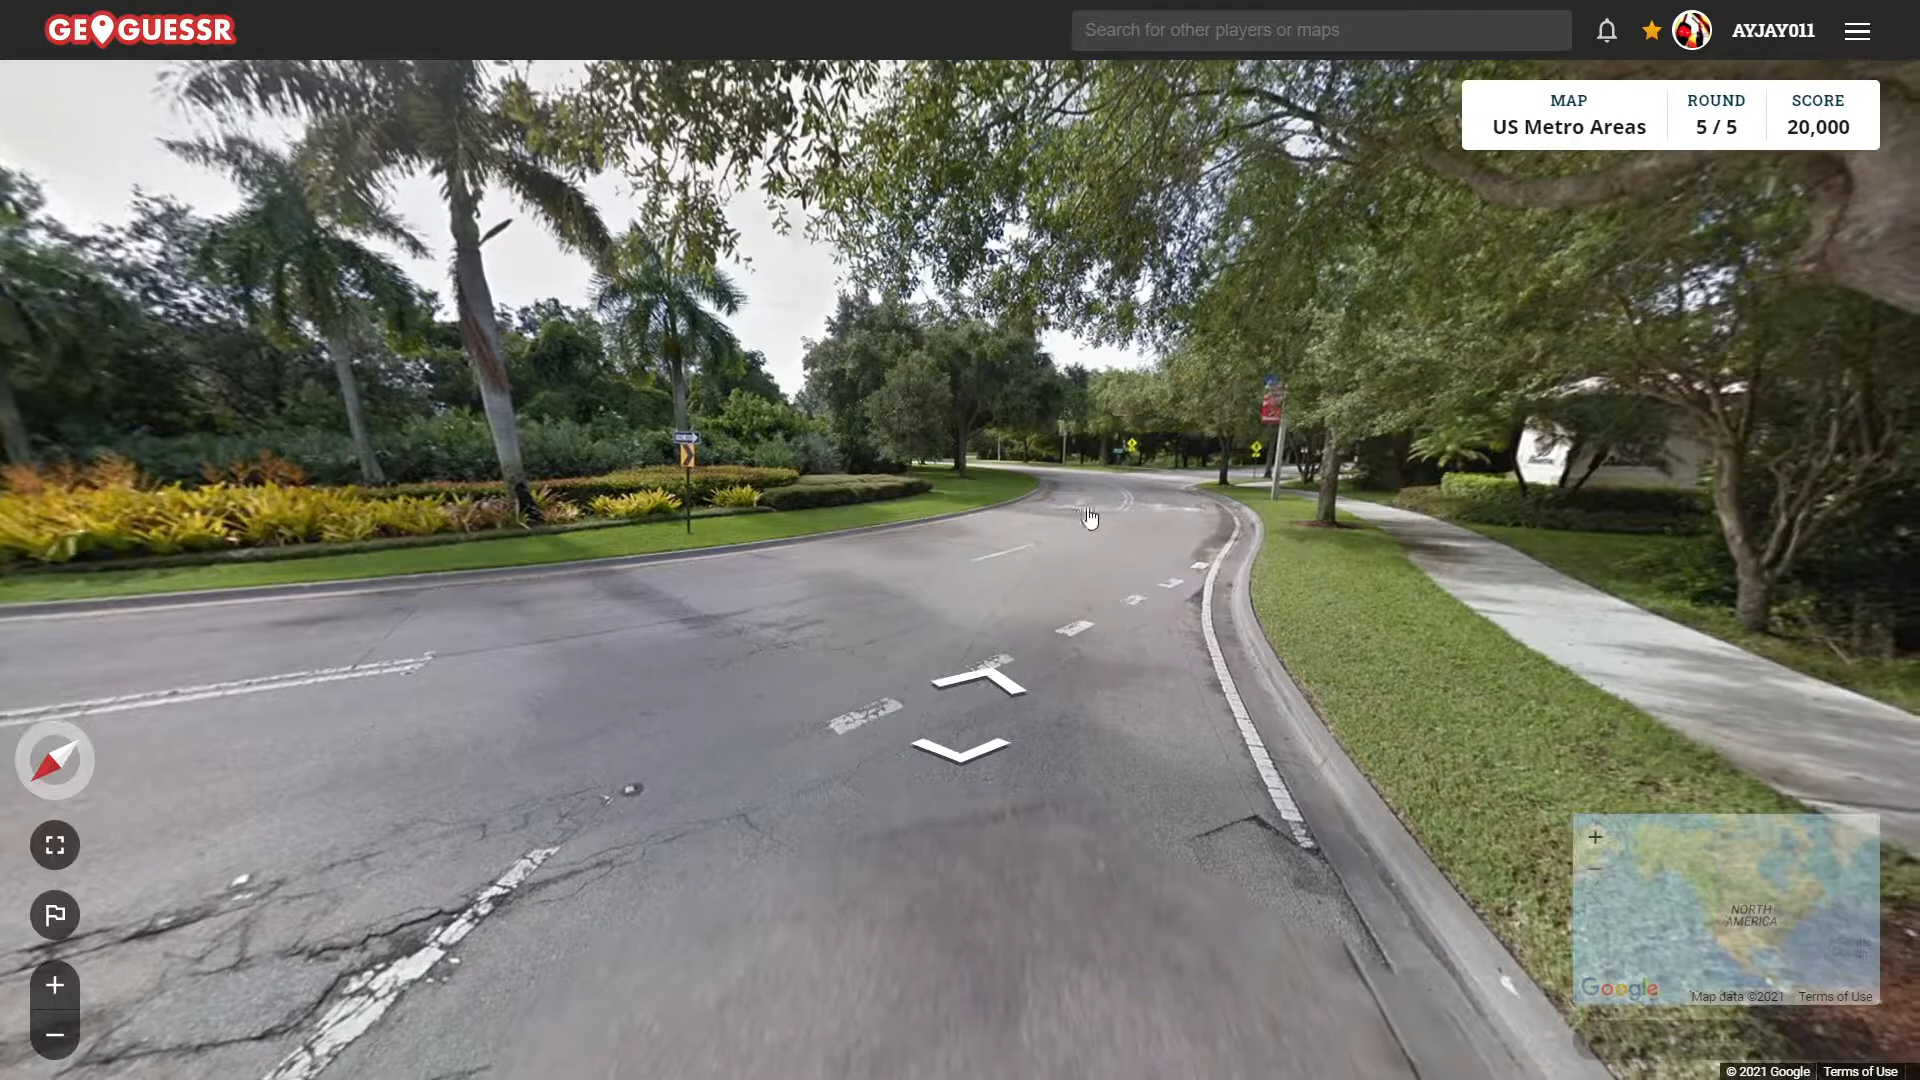 GEOGUESSR
Search for other players or maps
AYJAY011
MAP
US Metro Areas
ROUND
5 / 5
SCORE
20,000
+
−
NORTH
AMERICA
Google
Map data ©2021
Terms of Use
+
−
© 2021 Google
Terms of Use